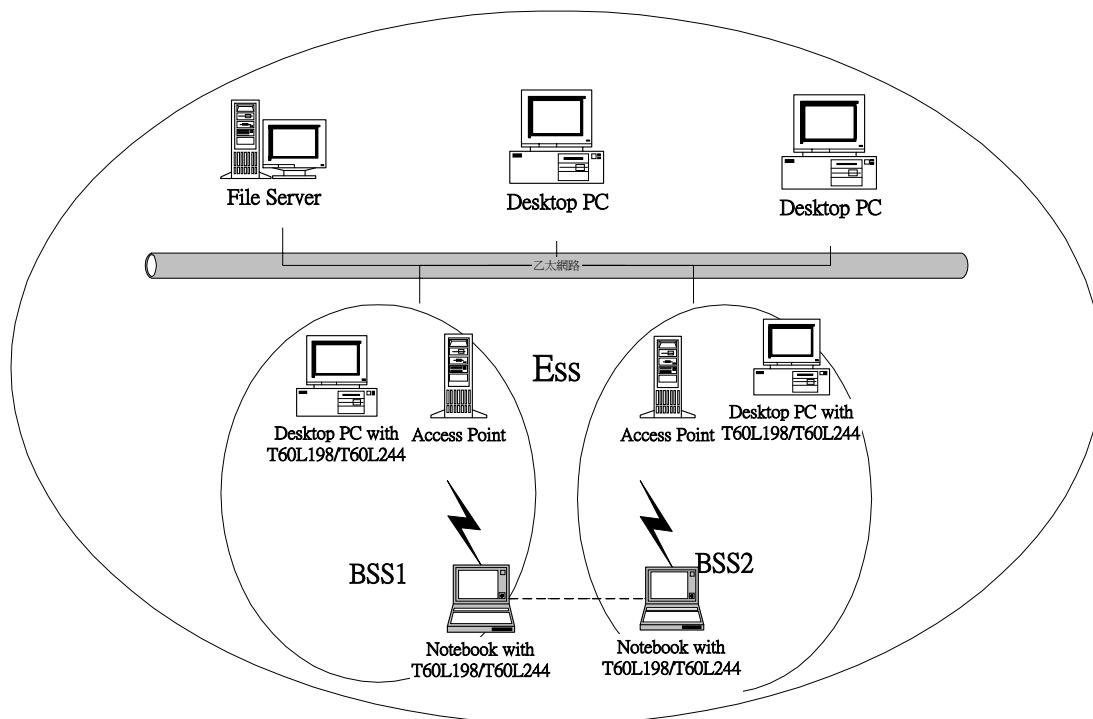 File Server
Desktop PC
Desktop PC
乙太網路
Ess
Desktop PC with
T60L198/T60L244
Access Point
Access Point
Desktop PC with
T60L198/T60L244
BSS1
BSS2
Notebook with
T60L198/T60L244
Notebook with
T60L198/T60L244